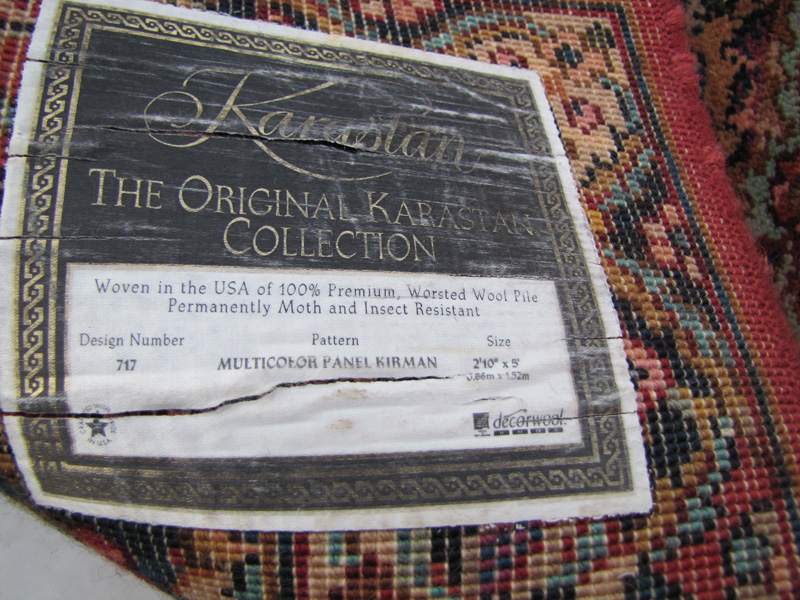 Karastan
THE ORIGINAL KARASTAN
COLLECTION
Woven in the USA of 100% Premium, Worsted Wool Pile
Permanently Moth and Insect Resistant
Design Number Pattern Size
717 MULTICOLOR PANEL KIRMAN 2'10" x 5'
0.86m x 1.52m
decorwool